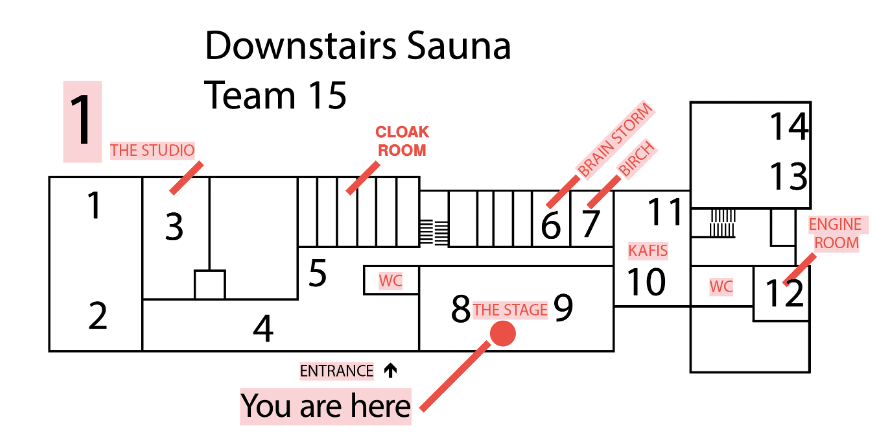 Downstairs Sauna
Team 15
1
THE STUDIO
CLOAK
ROOM
BRAIN STORM
BIRCH
14
13
1
3
6
7
11
ENGINE
ROOM
5
KAFIS
WC
10
WC
12
2
4
8
THE STAGE
9
ENTRANCE
You are here